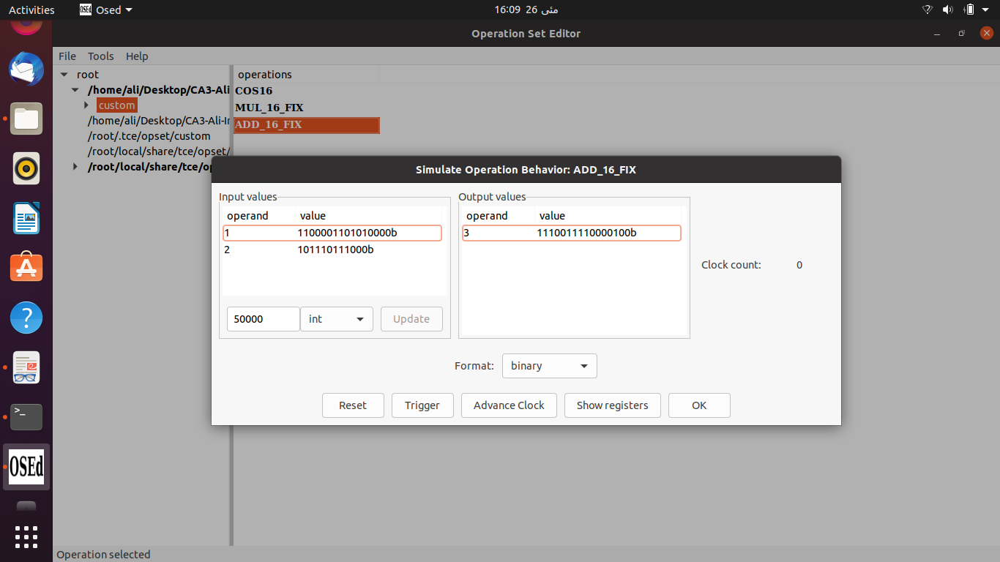 Activities Osed 16:09 26 مئی
Operation Set Editor
File Tools Help
root
/home/ali/Desktop/CA3-Ali
custom
/home/ali/Desktop/CA3-Ali-Ir
/root/.tce/opset/custom
/root/local/share/tce/opset/
/root/local/share/tce/op
operations
COS16
MUL_16_FIX
ADD_16_FIX
Simulate Operation Behavior: ADD_16_FIX
Input values
operand value
1 1100001101010000b
2 101110111000b
50000 int Update
Output values
operand value
3 1110011110000100b
Clock count: 0
Format: binary
Reset Trigger Advance Clock Show registers OK
OSEd
Operation selected